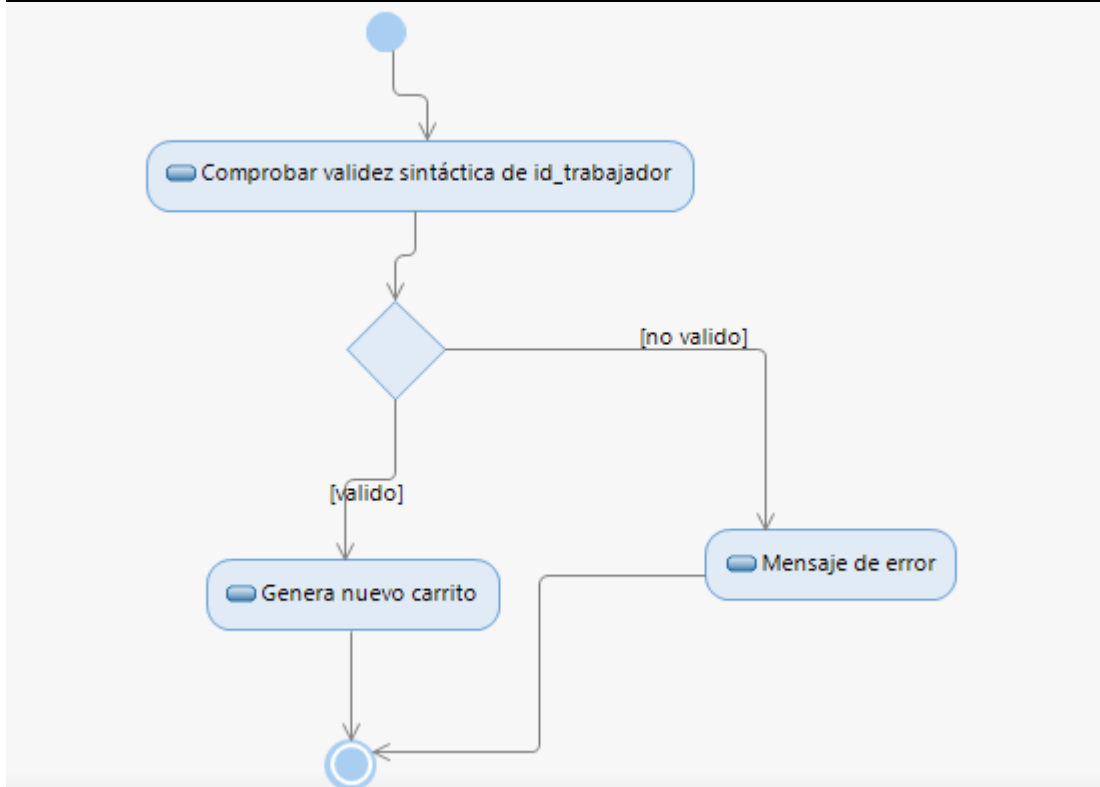 Comprobar validez sintáctica de id_trabajador
[no valido]
[valido]
Mensaje de error
Genera nuevo carrito